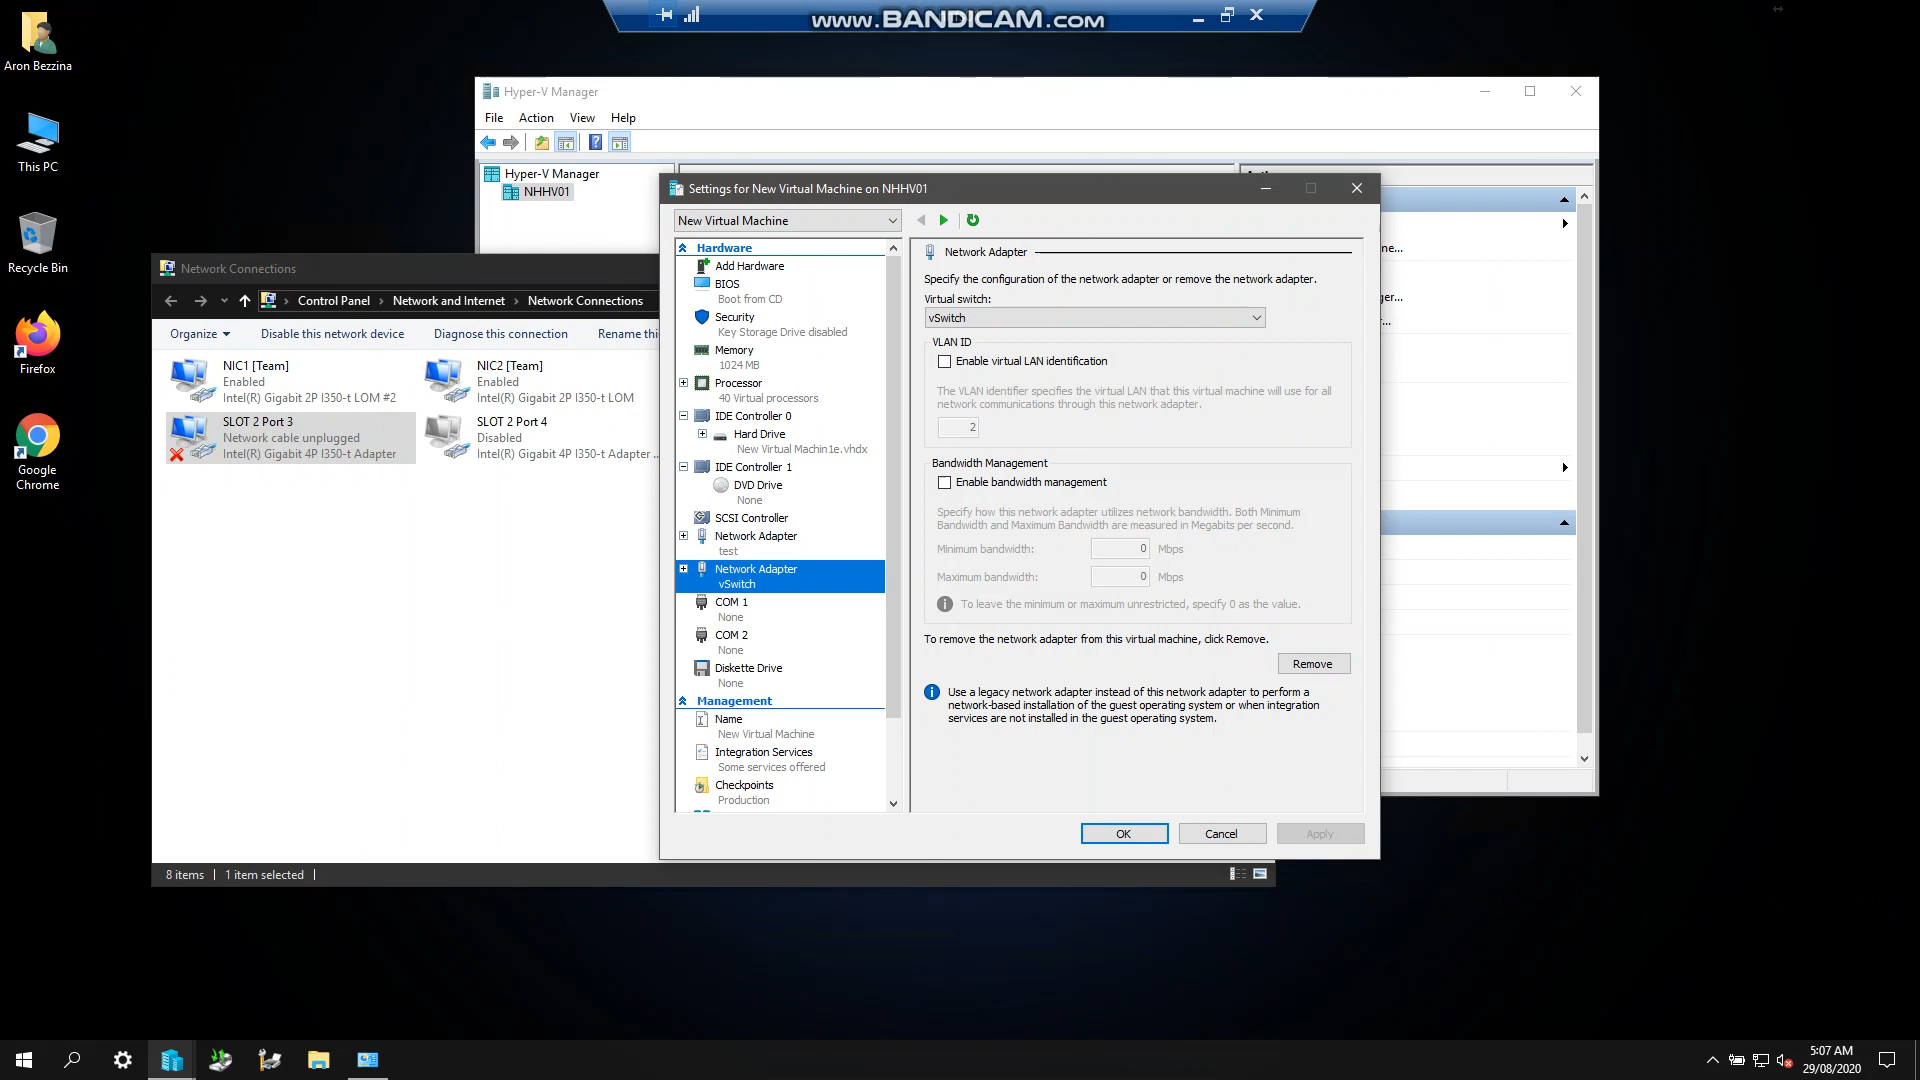 www.BANDICAM.com
Aron Bezzina
This PC
Recycle Bin
Firefox
Google
Chrome
Hyper-V Manager
File Action View Help
Hyper-V Manager
NHHV01
ne...
ger...
...
Network Connections
Control Panel Network and Internet Network Connections
Organize Disable this network device Diagnose this connection Rename thi
NIC1 [Team]
Enabled
Intel(R) Gigabit 2P I350-t LOM #2
NIC2 [Team]
Enabled
Intel(R) Gigabit 2P I350-t LOM
SLOT 2 Port 3
Network cable unplugged
Intel(R) Gigabit 4P I350-t Adapter
SLOT 2 Port 4
Disabled
Intel(R) Gigabit 4P I350-t Adapter ...
8 items 1 item selected
Settings for New Virtual Machine on NHHV01
New Virtual Machine
Hardware
Add Hardware
BIOS
Boot from CD
Security
Key Storage Drive disabled
Memory
1024 MB
Processor
40 Virtual processors
IDE Controller 0
Hard Drive
New Virtual Machin1e.vhdx
IDE Controller 1
DVD Drive
None
SCSI Controller
Network Adapter
test
Network Adapter
vSwitch
COM 1
None
COM 2
None
Diskette Drive
None
Management
Name
New Virtual Machine
Integration Services
Some services offered
Checkpoints
Production
Network Adapter
Specify the configuration of the network adapter or remove the network adapter.
Virtual switch:
vSwitch
VLAN ID
Enable virtual LAN identification
The VLAN identifier specifies the virtual LAN that this virtual machine will use for all
network communications through this network adapter.
2
Bandwidth Management
Enable bandwidth management
Specify how this network adapter utilizes network bandwidth. Both Minimum
Bandwidth and Maximum Bandwidth are measured in Megabits per second.
Minimum bandwidth: 0 Mbps
Maximum bandwidth: 0 Mbps
To leave the minimum or maximum unrestricted, specify 0 as the value.
To remove the network adapter from this virtual machine, click Remove.
Remove
Use a legacy network adapter instead of this network adapter to perform a
network-based installation of the guest operating system or when integration
services are not installed in the guest operating system.
OK Cancel Apply
5:07 AM
29/08/2020